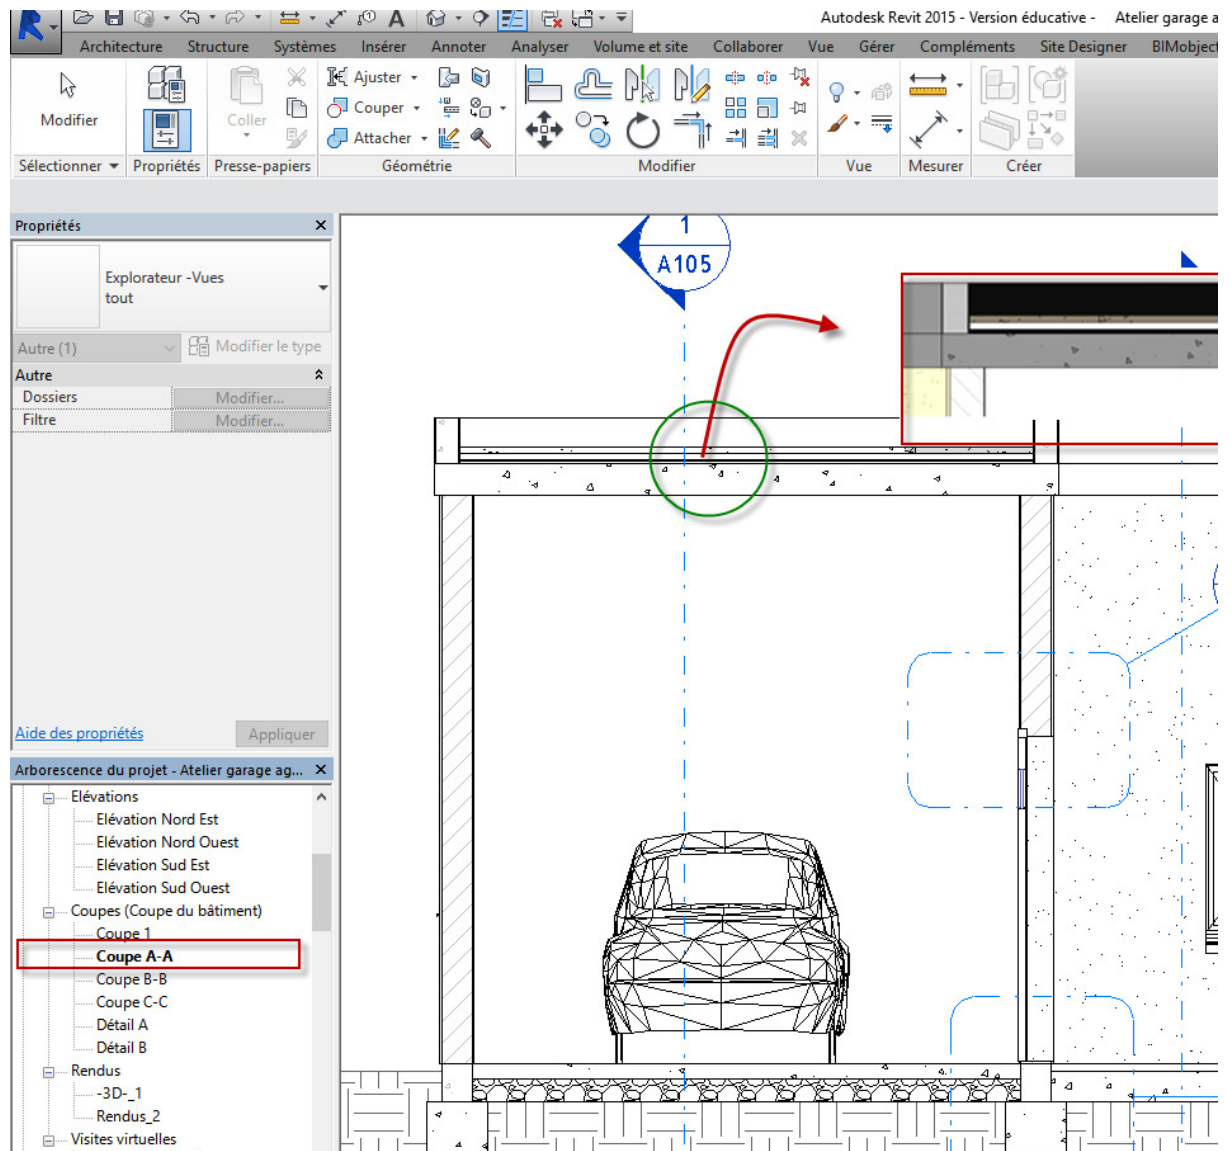 Autodesk Revit 2015 - Version éducative - Atelier garage a
A
Architecture Structure Systèmes Insérer Annoter Analyser Volume et site Collaborer Vue Gérer Compléments Site Designer BIMobject
Modifier
Coller
Ajuster
Couper
Attacher
Sélectionner Propriétés Presse-papiers Géométrie Modifier Vue Mesurer Créer
Propriétés
Explorateur -Vues
tout
Autre (1) Modifier le type
Autre
Dossiers Modifier...
Filtre Modifier...
Aide des propriétés Appliquer
Arborescence du projet - Atelier garage ag...
Elévations
Elévation Nord Est
Elévation Nord Ouest
Elévation Sud Est
Elévation Sud Ouest
Coupes (Coupe du bâtiment)
Coupe 1
Coupe A-A
Coupe B-B
Coupe C-C
Détail A
Détail B
Rendus
-3D-_1
Rendus_2
Visites virtuelles
1
A105